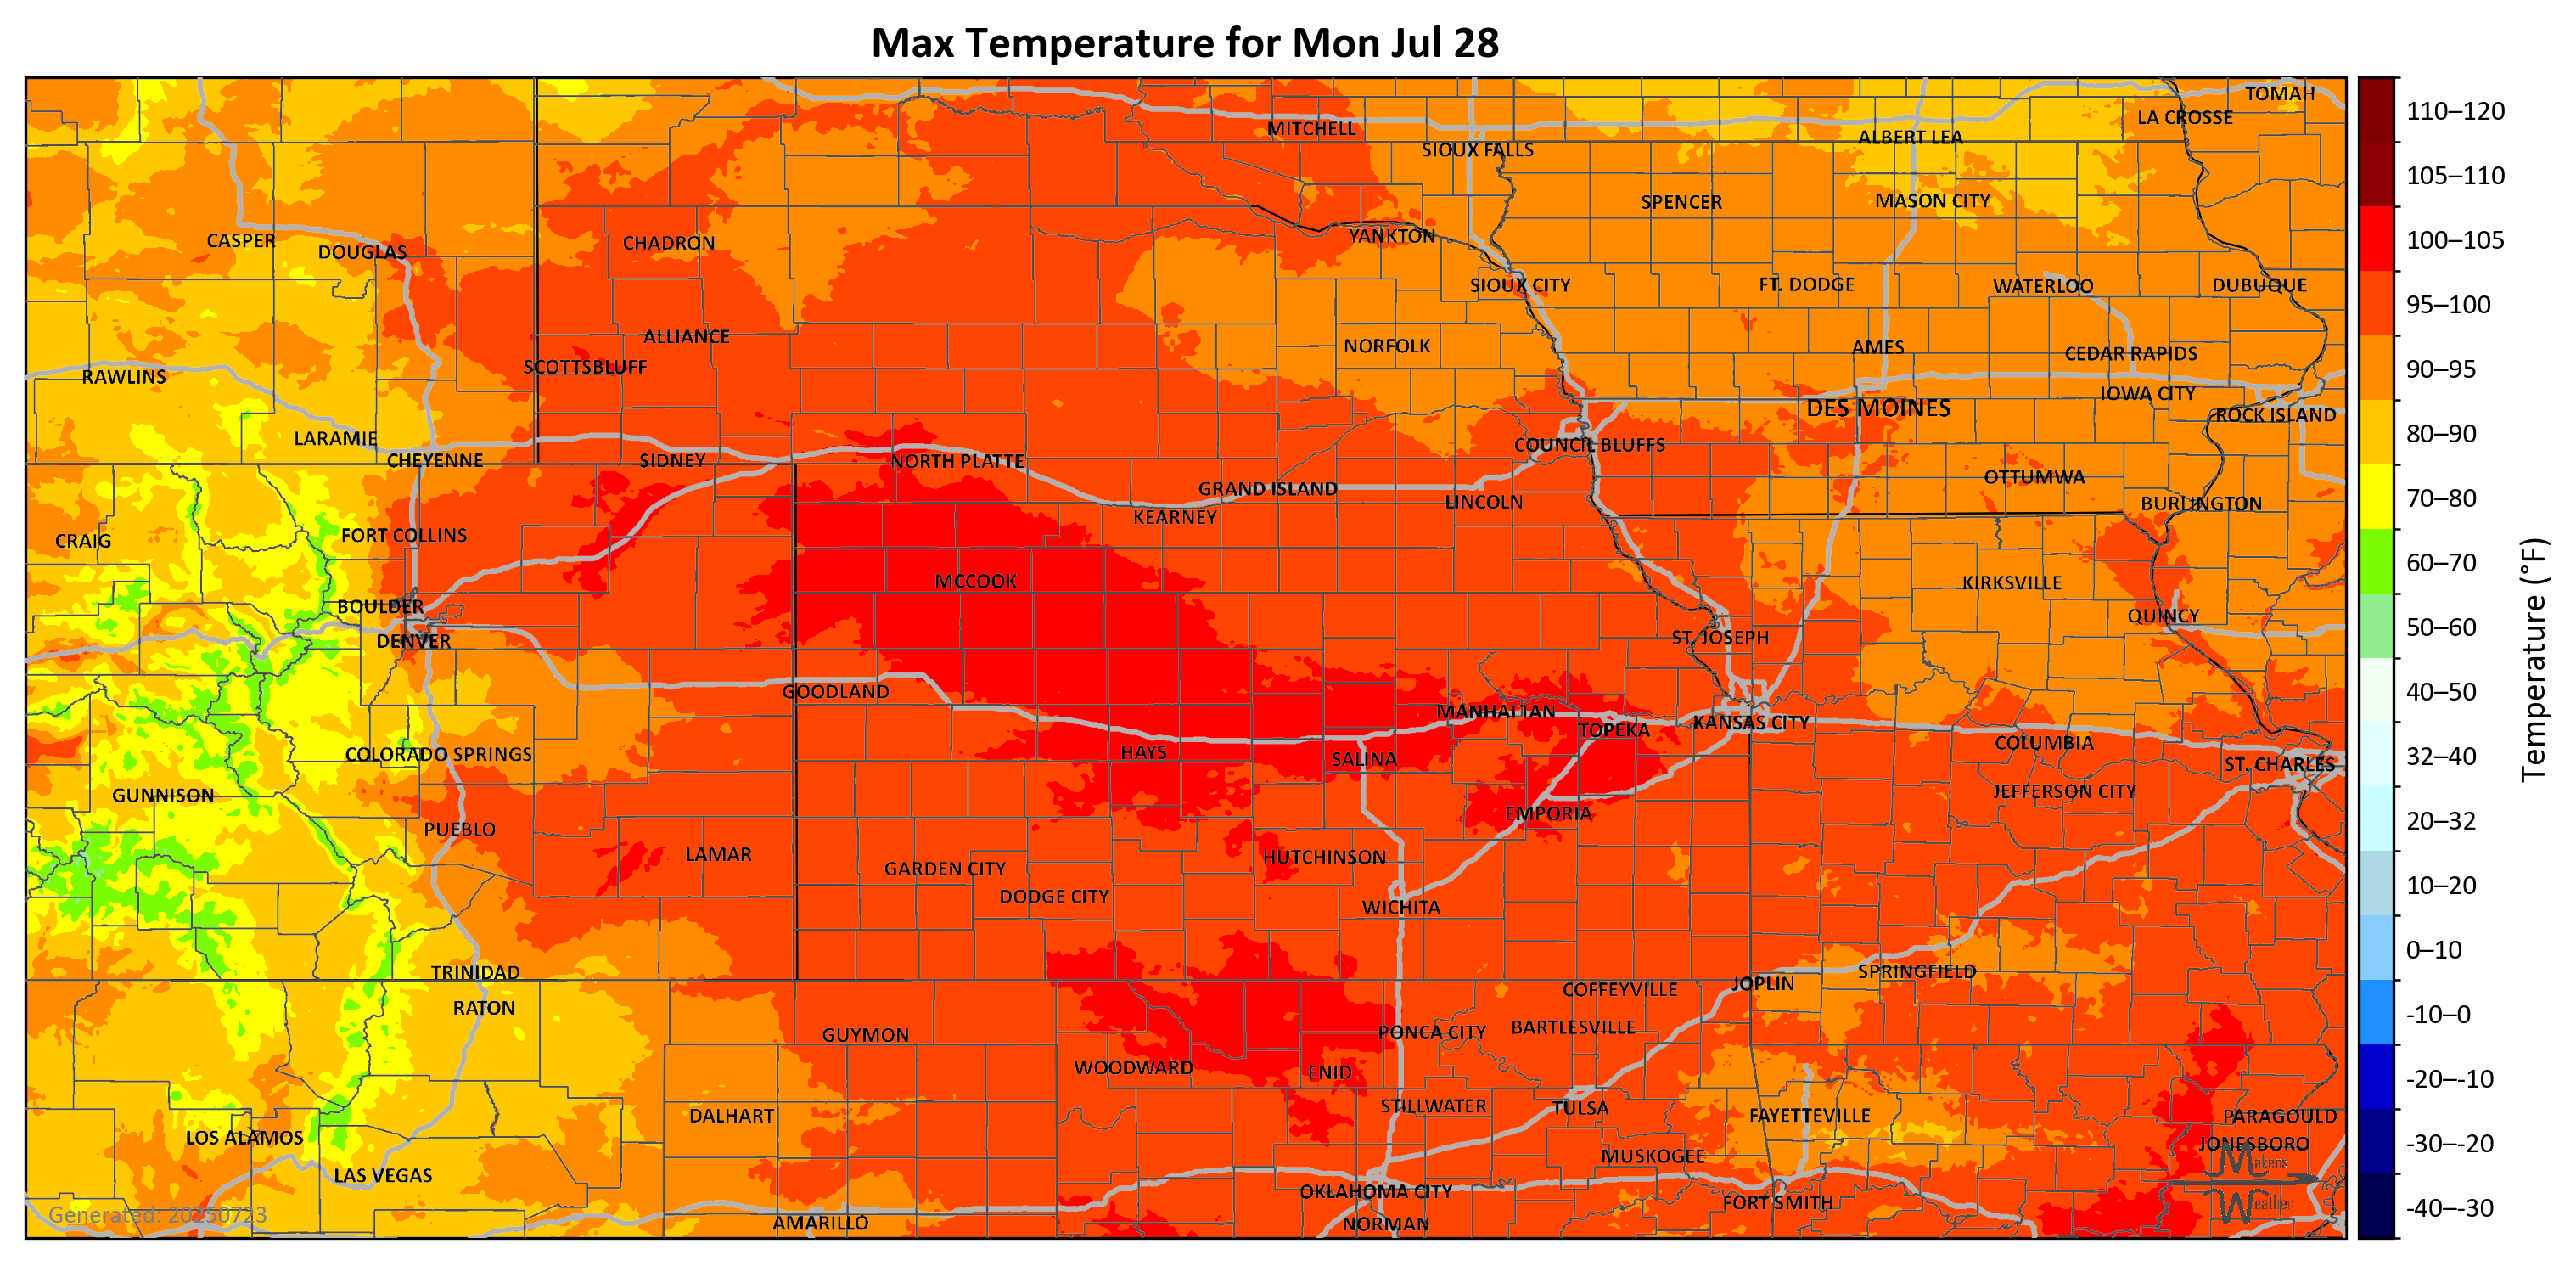 Max Temperature for Mon Jul 28
TOMAH
LA CROSSE
MITCHELL
ALBERT LEA
SIOUX FALLS
SPENCER
MASON CITY
CASPER
DOUGLAS
CHADRON
YANKTON
SIOUX CITY
FT. DODGE
WATERLOO
DUBUQUE
ALLIANCE
NORFOLK
AMES
CEDAR RAPIDS
SCOTTSBLUFF
RAWLINS
IOWA CITY
DES MOINES
ROCK ISLAND
LARAMIE
COUNCIL BLUFFS
CHEYENNE
SIDNEY
NORTH PLATTE
OTTUMWA
GRAND ISLAND
LINCOLN
BURLINGTON
KEARNEY
FORT COLLINS
CRAIG
MCCOOK
KIRKSVILLE
BOULDER
QUINCY
DENVER
ST. JOSEPH
GOODLAND
MANHATTAN
KANSAS CITY
TOPEKA
COLUMBIA
COLORADO SPRINGS
HAYS
SALINA
ST. CHARLES
GUNNISON
JEFFERSON CITY
EMPORIA
PUEBLO
LAMAR
HUTCHINSON
GARDEN CITY
DODGE CITY
WICHITA
TRINIDAD
SPRINGFIELD
JOPLIN
COFFEYVILLE
RATON
BARTLESVILLE
GUYMON
PONCA CITY
WOODWARD
ENID
STILLWATER
TULSA
DALHART
FAYETTEVILLE
PARAGOULD
LOS ALAMOS
JONESBORO
MUSKOGEE
LAS VEGAS
OKLAHOMA CITY
FORT SMITH
AMARILLO
NORMAN
Generated: 20250723
Makens
Weather
110–120
105–110
100–105
95–100
90–95
80–90
70–80
60–70
50–60
40–50
32–40
20–32
10–20
0–10
-10–0
-20–-10
-30–-20
-40–-30
Temperature (°F)